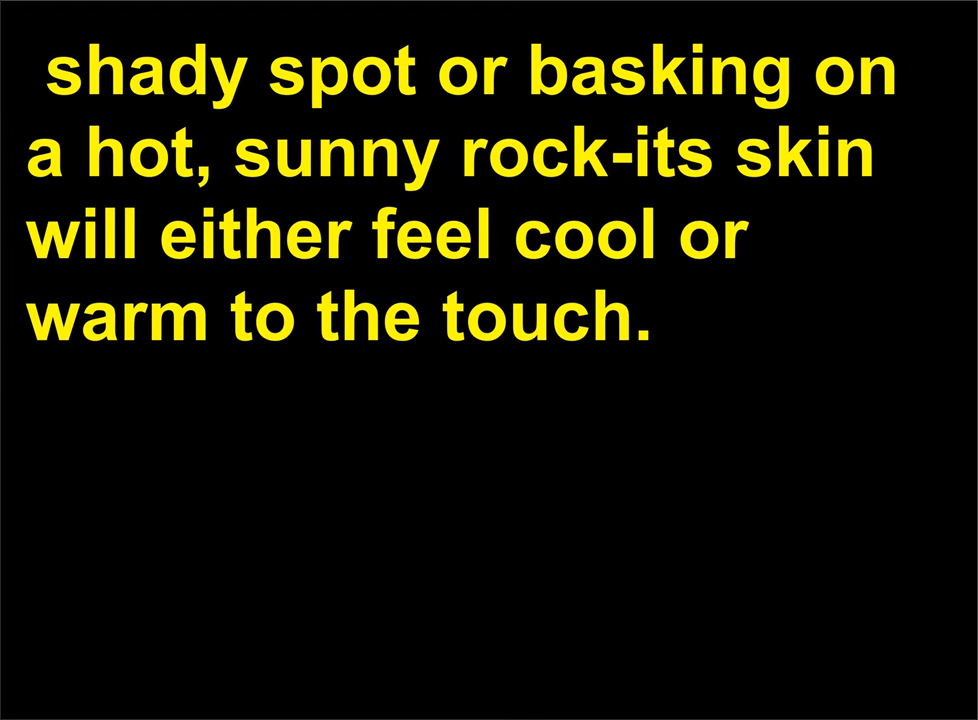 shady spot or basking on
a hot, sunny rock-its skin
will either feel cool or
warm to the touch.